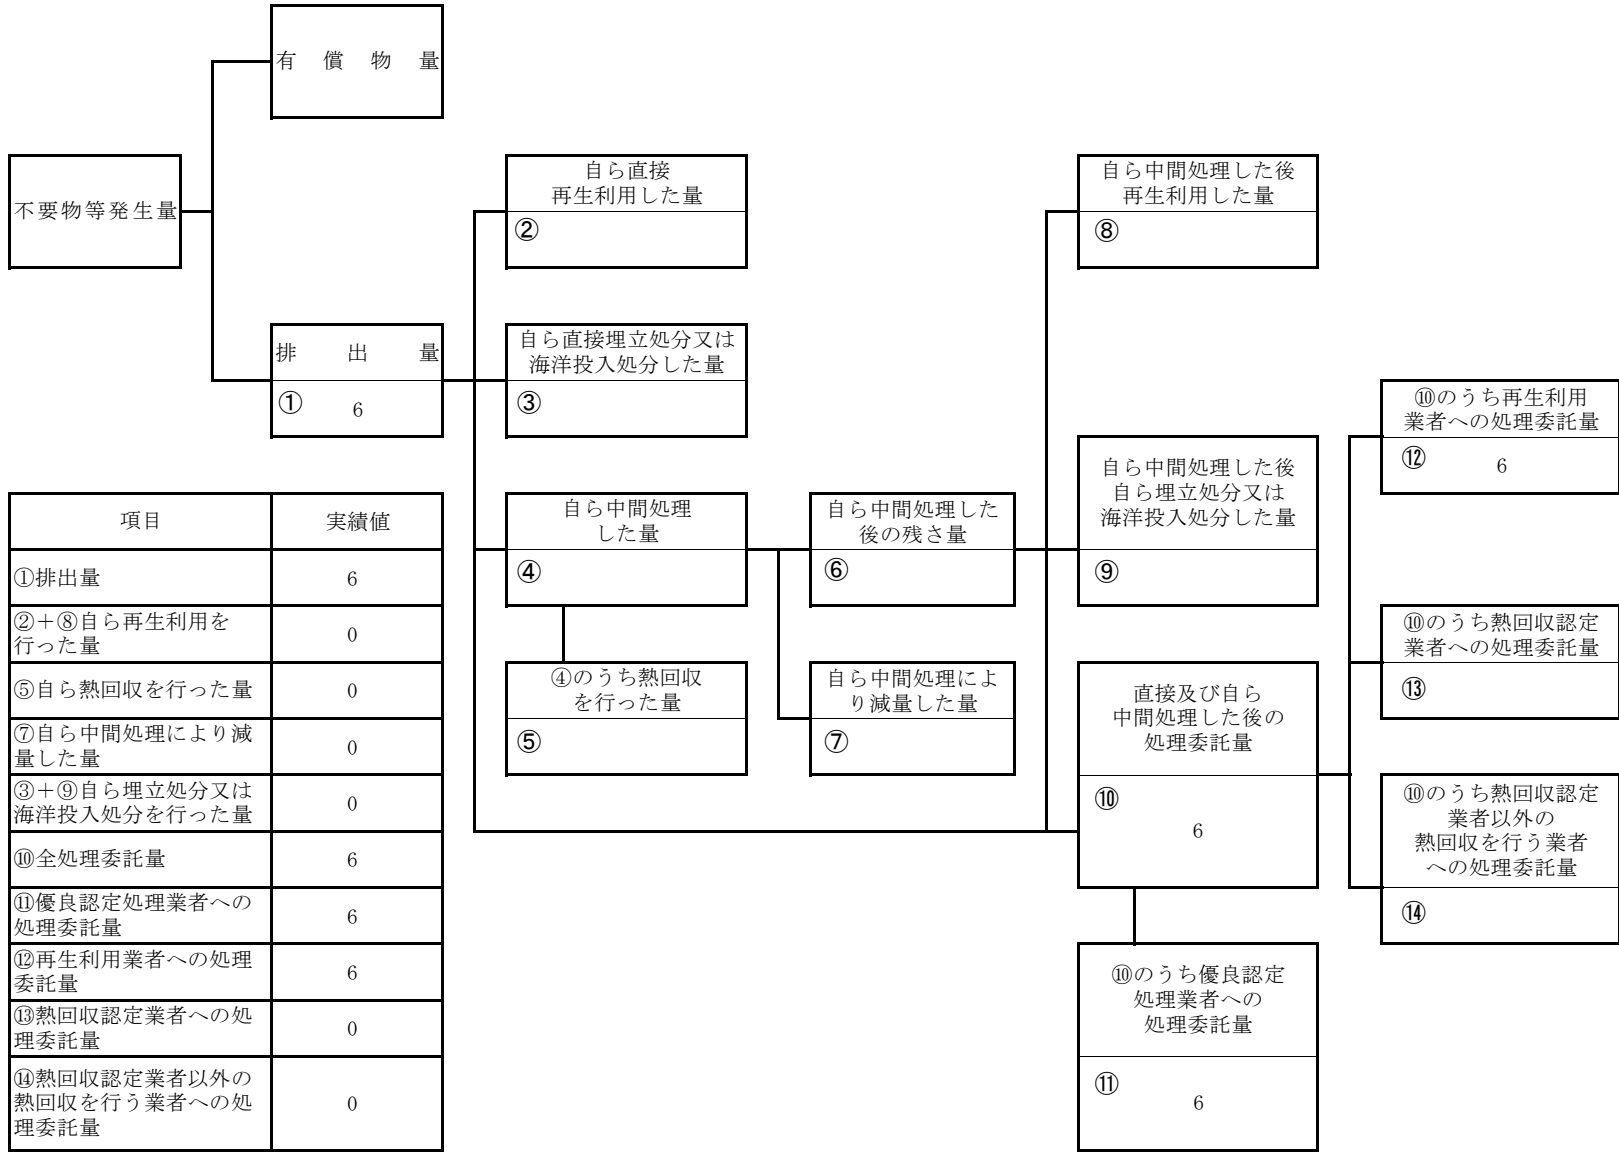 有償物量
不要物等発生量
自ら直接
再生利用した量
②
自ら中間処理した後
再生利用した量
⑧
排出量
① 6
自ら直接埋立処分又は
海洋投入処分した量
③
⑩のうち再生利用
業者への処理委託量
⑫ 6
自ら中間処理
した量
④
自ら中間処理した
後の残さ量
⑥
自ら中間処理した後
自ら埋立処分又は
海洋投入処分した量
⑨
⑩のうち熱回収認定
業者への処理委託量
⑬
④のうち熱回収
を行った量
⑤
自ら中間処理によ
り減量した量
⑦
直接及び自ら
中間処理した後の
処理委託量
⑩
6
⑩のうち熱回収認定
業者以外の
熱回収を行う業者
への処理委託量
⑭
⑩のうち優良認定
処理業者への
処理委託量
⑪
6
項目 実績値
①排出量 6
②+⑧自ら再生利用を
行った量 0
⑤自ら熱回収を行った量 0
⑦自ら中間処理により減
量した量 0
③+⑨自ら埋立処分又は
海洋投入処分を行った量 0
⑩全処理委託量 6
⑪優良認定処理業者への
処理委託量 6
⑫再生利用業者への処理
委託量 6
⑬熱回収認定業者への処
理委託量 0
⑭熱回収認定業者以外の
熱回収を行う業者への処
理委託量 0